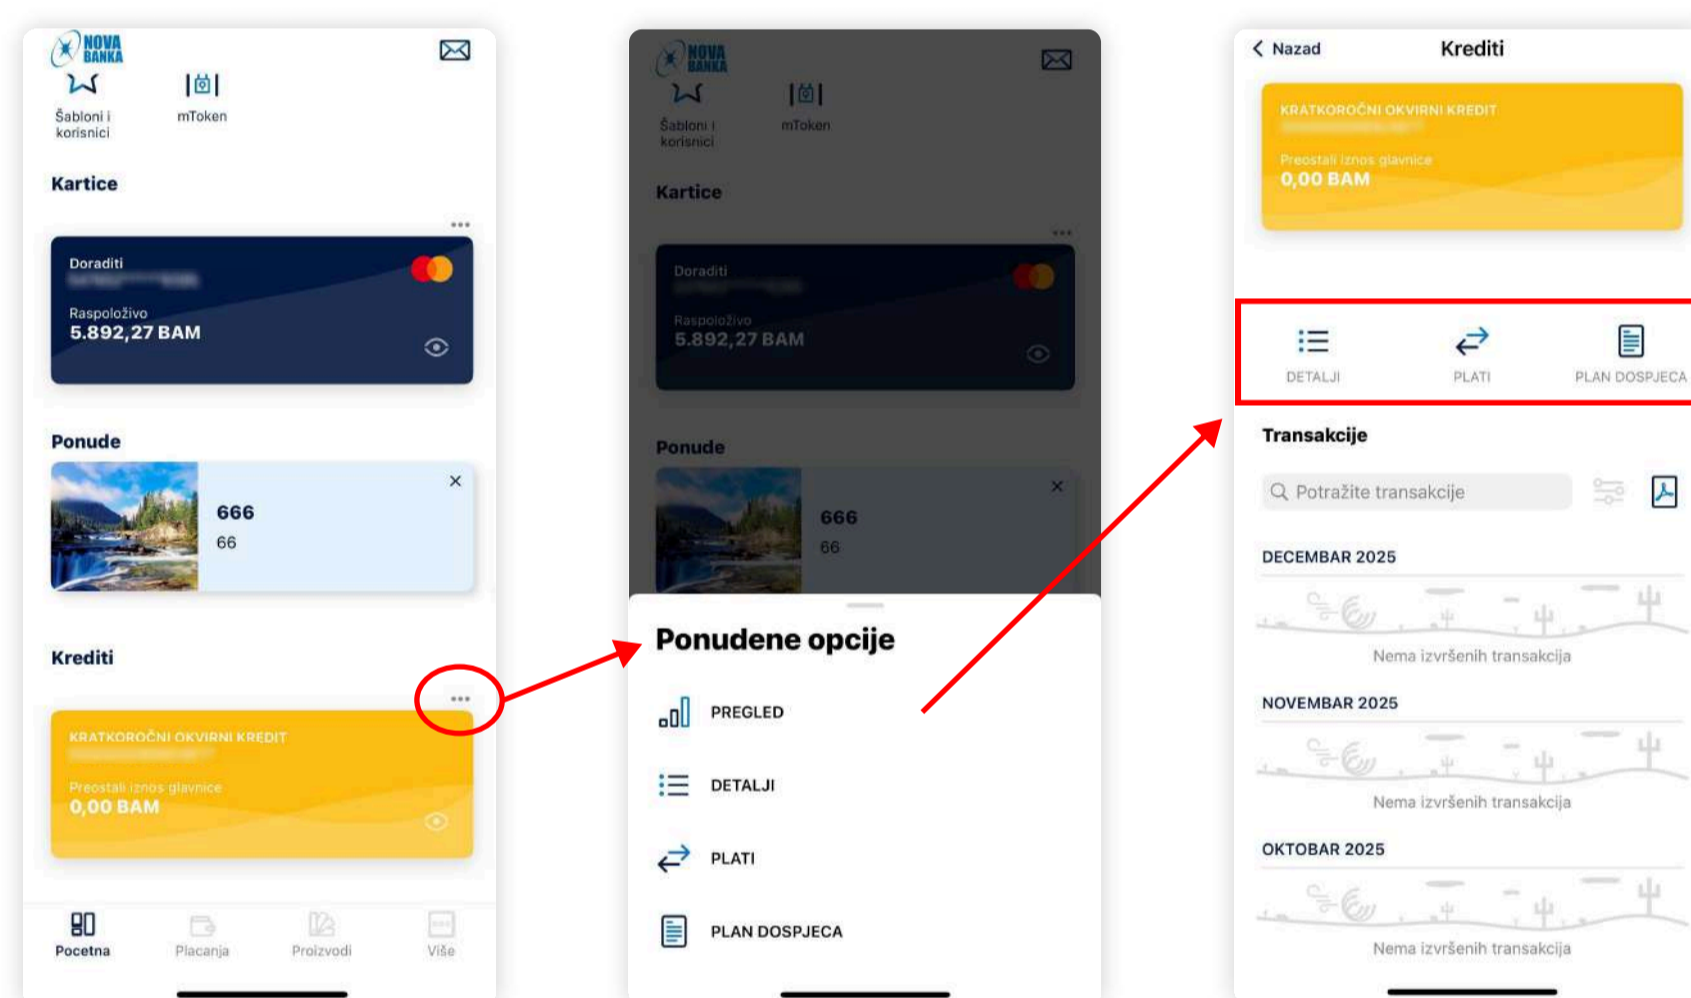 NOVA
BANKA
Šabloni i
korisnici
mToken
Kartice
Doraditi
Raspoloživo
5.892,27 BAM
Ponude
666
66
Krediti
KRATKOROČNI OKVIRNI KREDIT
Preostali iznos glavnice
0,00 BAM
Pocetna
Placanja
Proizvodi
Više
NOVA
BANKA
Šabloni i
korisnici
mToken
Kartice
Doraditi
Raspoloživo
5.892,27 BAM
Ponude
666
66
Ponudene opcije
PREGLED
DETALJI
PLATI
PLAN DOSPJECA
Nazad
Krediti
KRATKOROČNI OKVIRNI KREDIT
Preostali iznos glavnice
0,00 BAM
DETALJI
PLATI
PLAN DOSPJECA
Transakcije
Potražite transakcije
DECEMBAR 2025
Nema izvršenih transakcija
NOVEMBAR 2025
Nema izvršenih transakcija
OKTOBAR 2025
Nema izvršenih transakcija